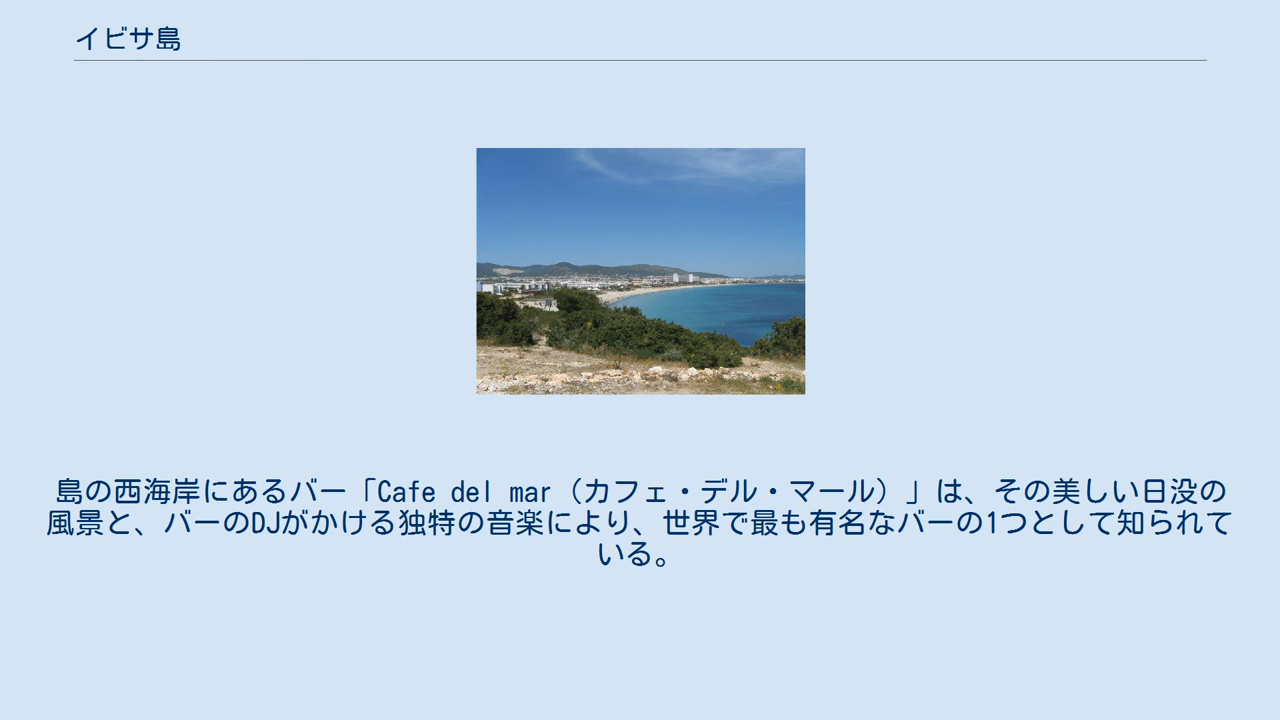 イビサ島
島の西海岸にあるバー「Cafe del mar（カフェ・デル・マール）」は、その美しい日没の
風景と、バーのDJがかける独特の音楽により、世界で最も有名なバーの1つとして知られて
いる。